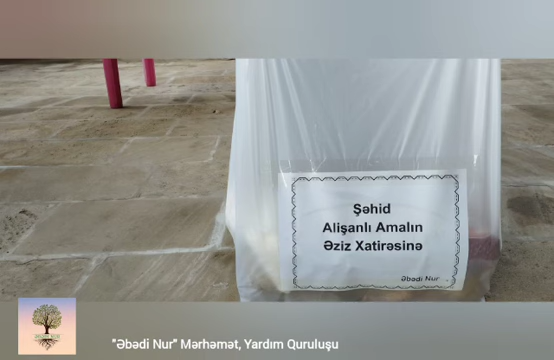 Şəhid
Alişanlı Amalın
Əziz Xatirəsinə
Əbədi Nur
"Əbədi Nur" Mərhəmət, Yardım Quruluşu